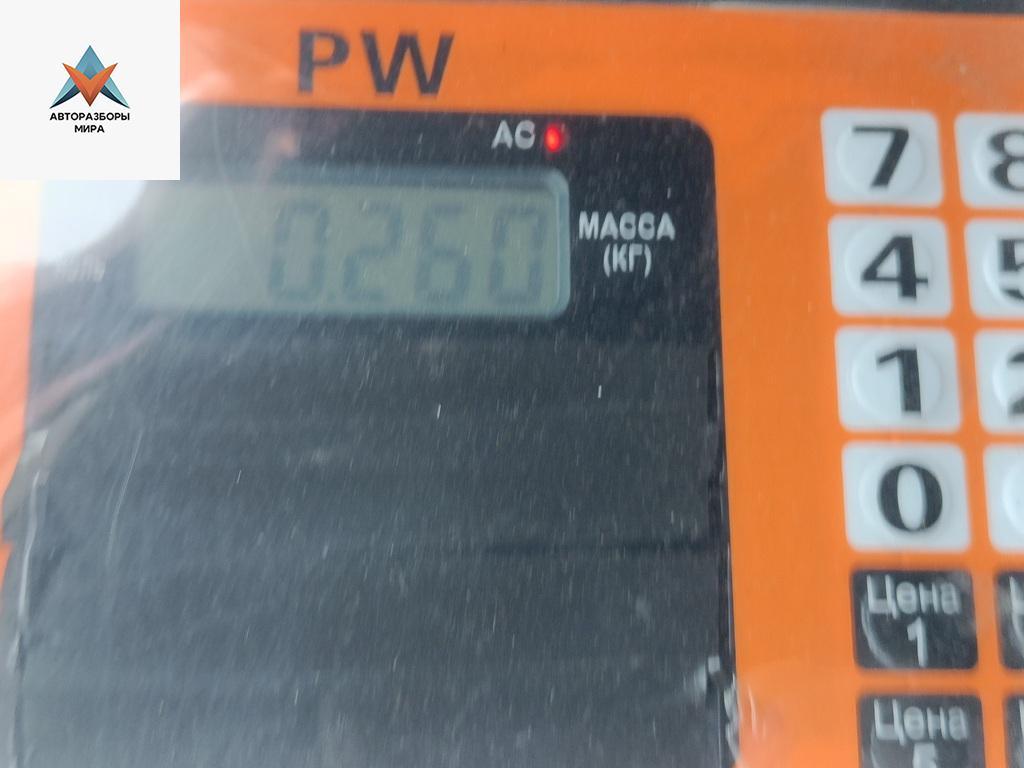 АВТОРАЗБОРЫ
МИРА
PW
AC
0.260
МАССА
(КГ)
7 8
4 5
1 2
0
Цена
1
Цена
5